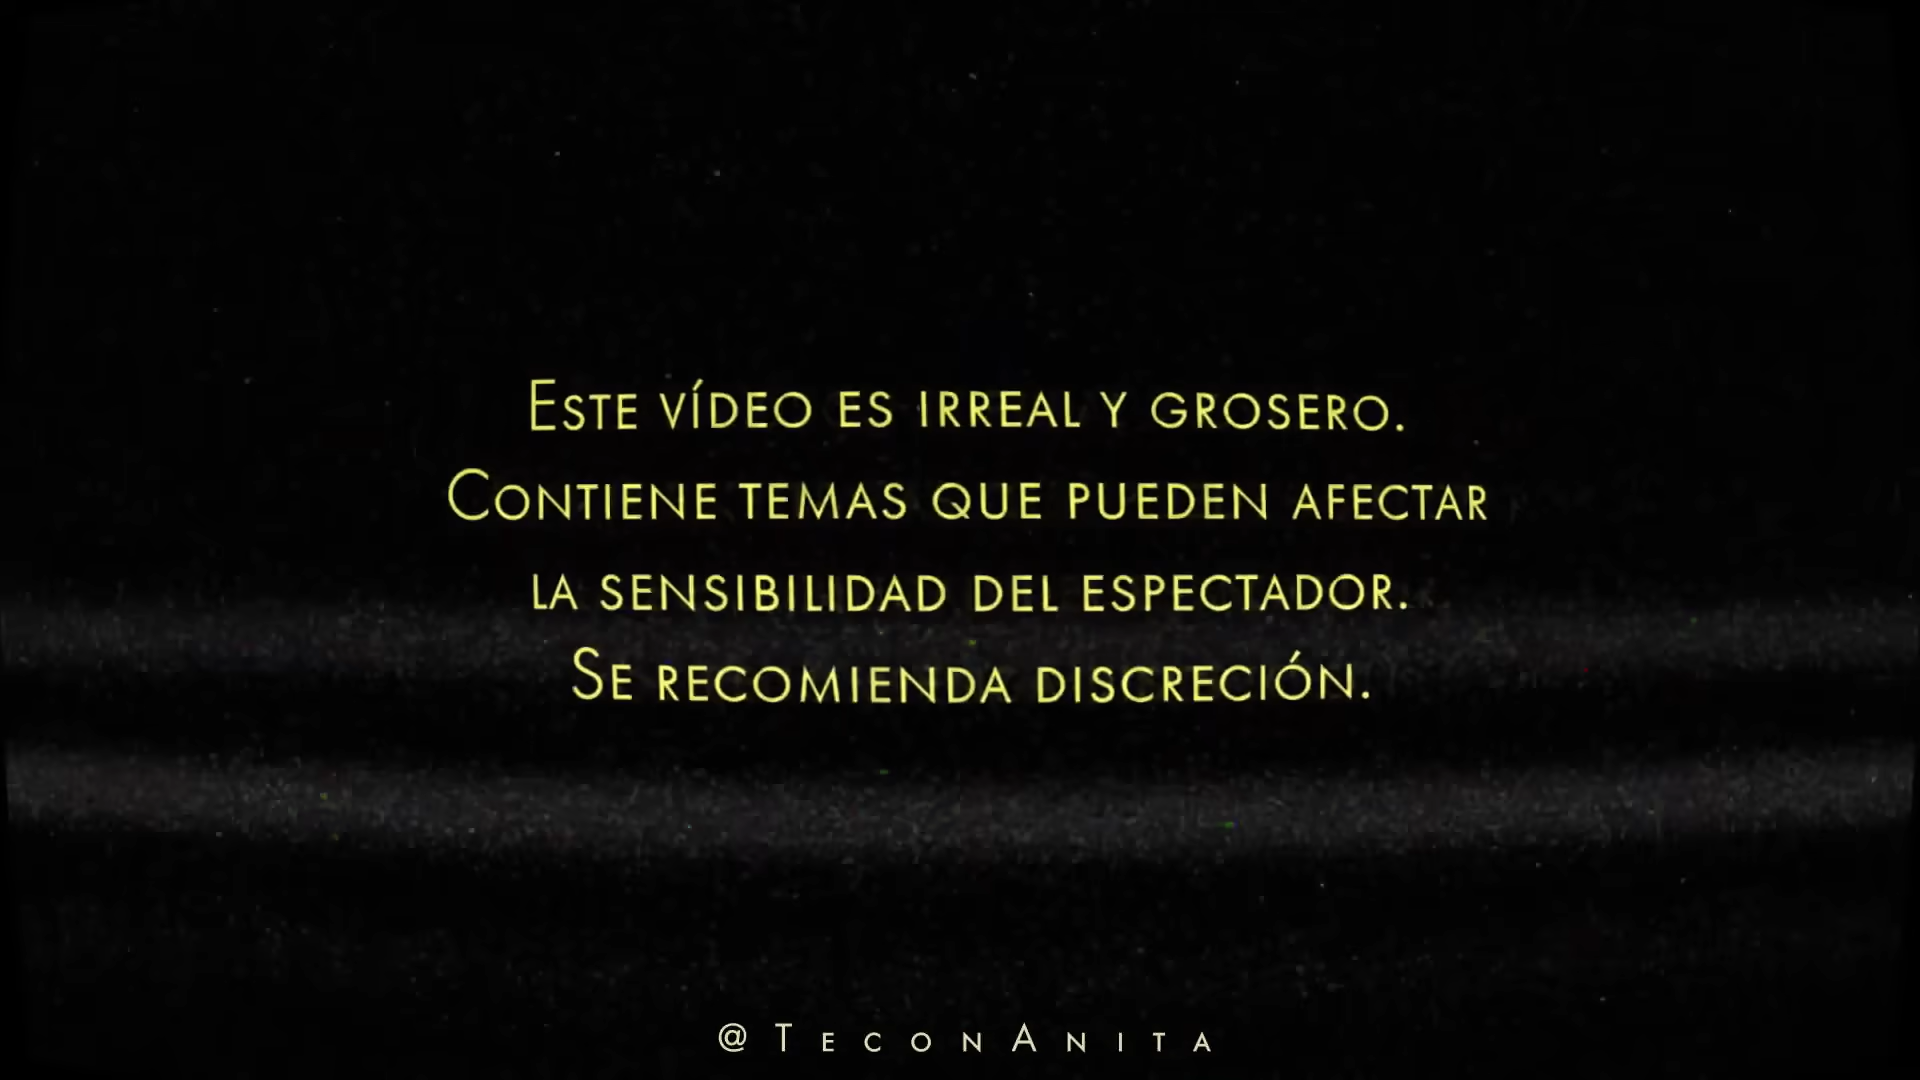 Este vídeo es irreal y grosero.
Contiene temas que pueden afectar
la sensibilidad del espectador.
Se recomienda discreción.
@TeconAnita